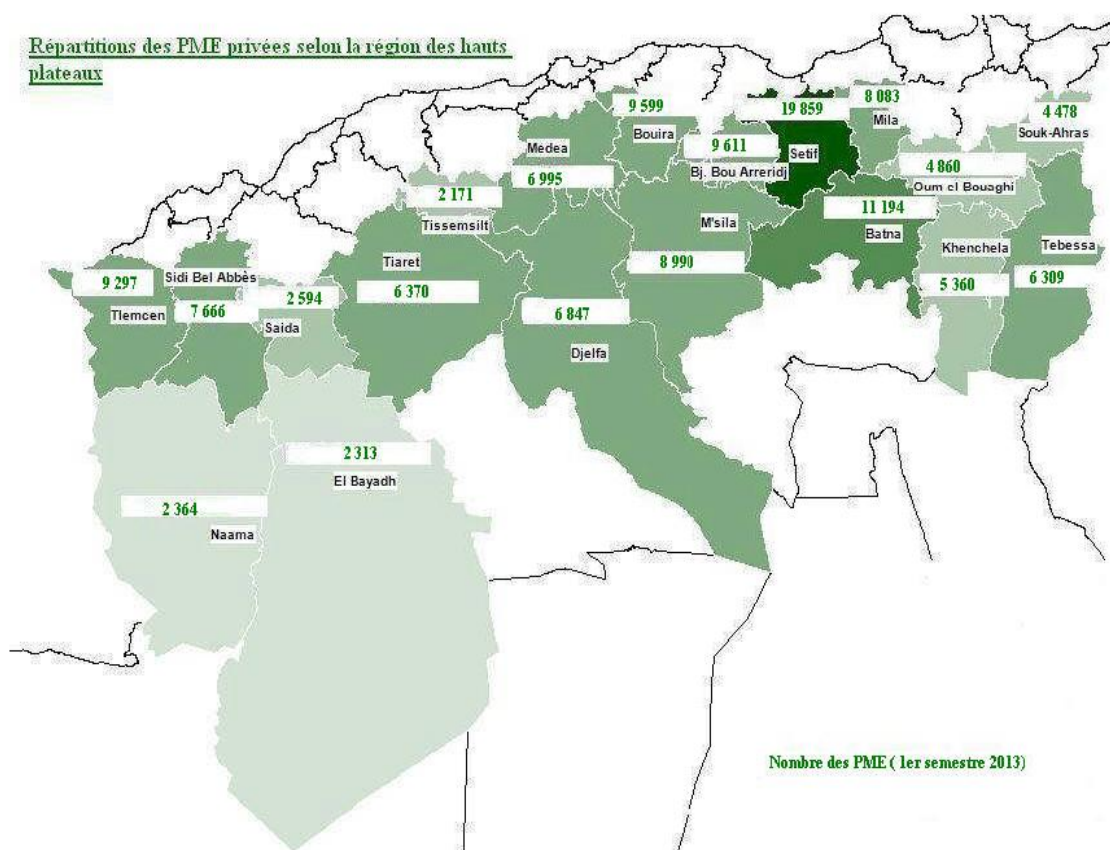 Répartitions des PME privées selon la région des hauts
plateaux
9 599
Bouira
19 859
Setif
8 083
Mila
4 478
Souk-Ahras
Medea
6 995
9 611
Bj. Bou Arreridj
4 860
Oum el Bouaghi
2 171
Tissemsilt
M'sila
8 990
11 194
Batna
Khenchela
5 360
Tebessa
6 309
9 297
Tlemcen
Sidi Bel Abbès
7 666
2 594
Saida
Tiaret
6 370
6 847
Djelfa
2 313
El Bayadh
2 364
Naama
Nombre des PME ( 1er semestre 2013)